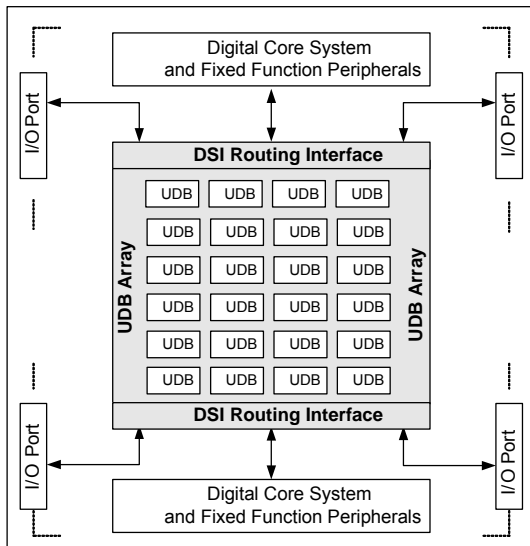 Digital Core System
and Fixed Function Peripherals
I/O Port
I/O Port
DSI Routing Interface
UDB Array
UDB UDB UDB UDB
UDB UDB UDB UDB
UDB UDB UDB UDB
UDB UDB UDB UDB
UDB UDB UDB UDB
UDB UDB UDB UDB
UDB Array
DSI Routing Interface
I/O Port
I/O Port
Digital Core System
and Fixed Function Peripherals